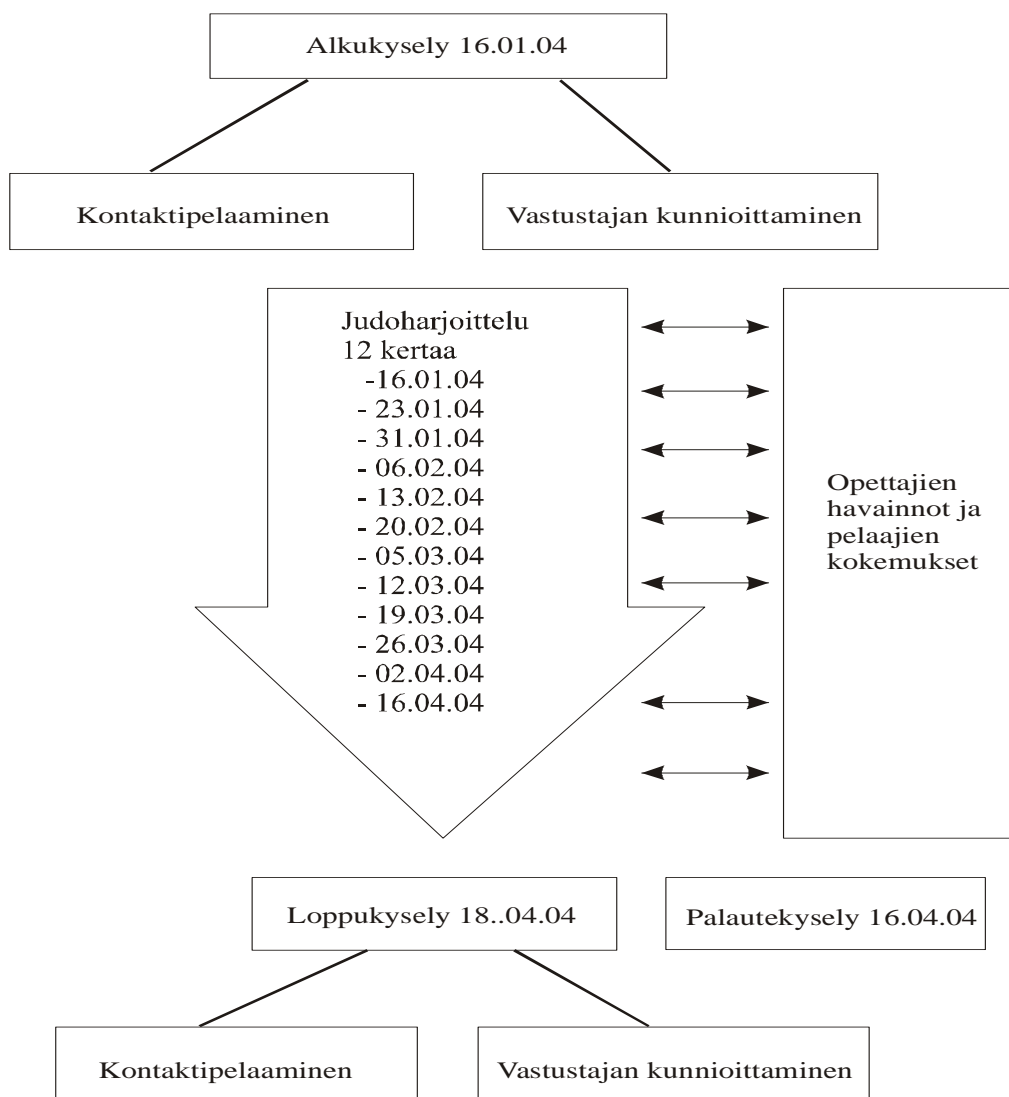 Alkukysely 16.01.04
Kontaktipelaaminen
Vastustajan kunnioittaminen
Judoharjoittelu
12 kertaa
-16.01.04
- 23.01.04
- 31.01.04
- 06.02.04
- 13.02.04
- 20.02.04
- 05.03.04
- 12.03.04
- 19.03.04
- 26.03.04
- 02.04.04
- 16.04.04
Opettajien
havainnot ja
pelaajien
kokemukset
Loppukysely 18..04.04
Palautekysely 16.04.04
Kontaktipelaaminen
Vastustajan kunnioittaminen